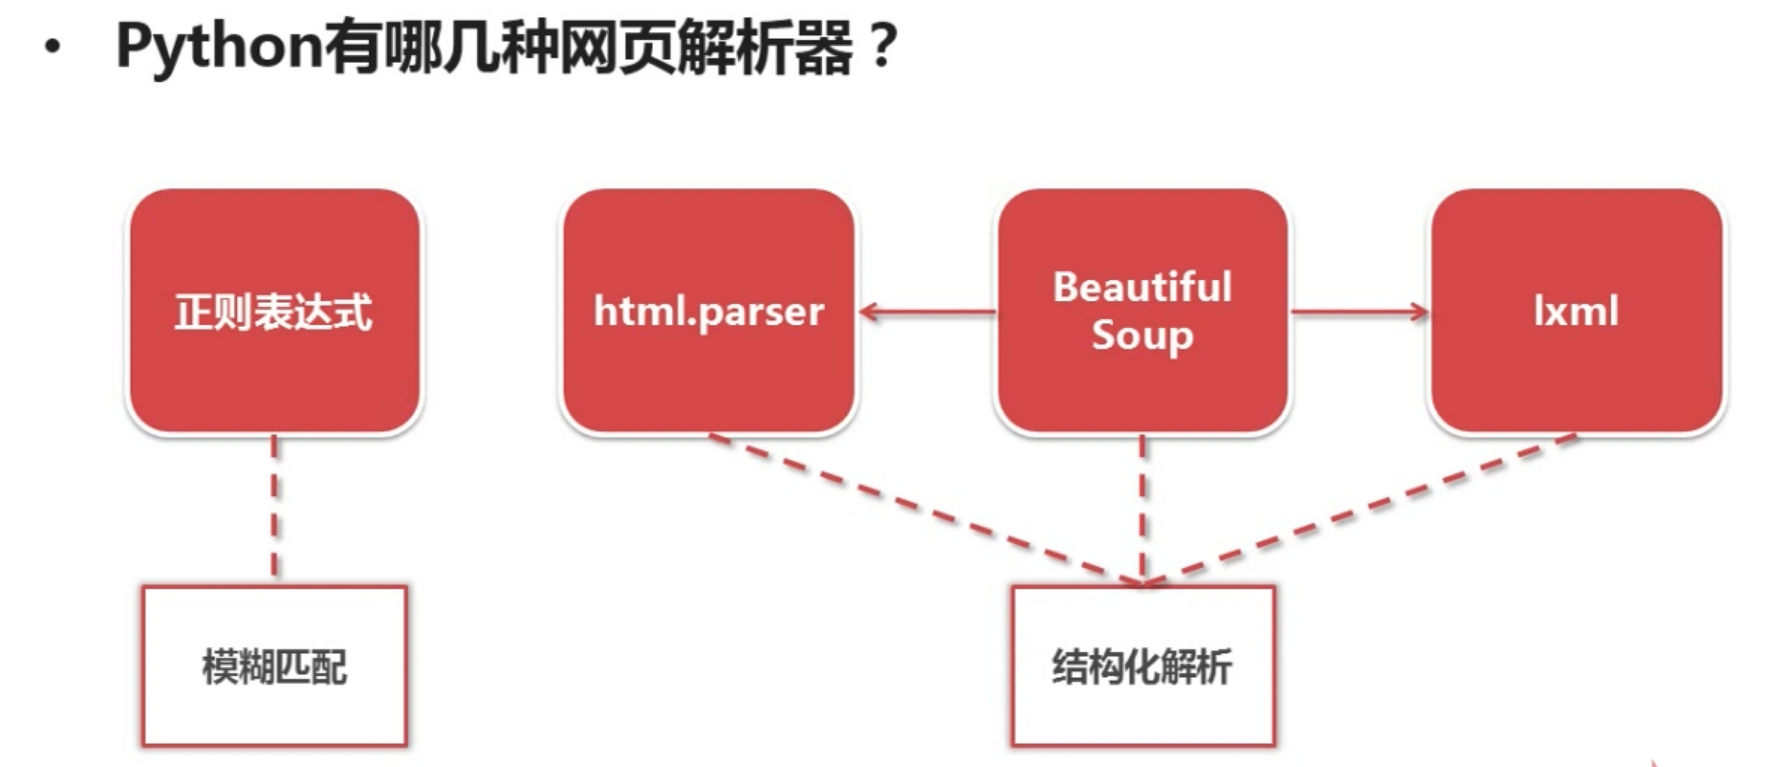 • Python有哪几种网页解析器？
正则表达式
html.parser
Beautiful
Soup
lxml
模糊匹配
结构化解析